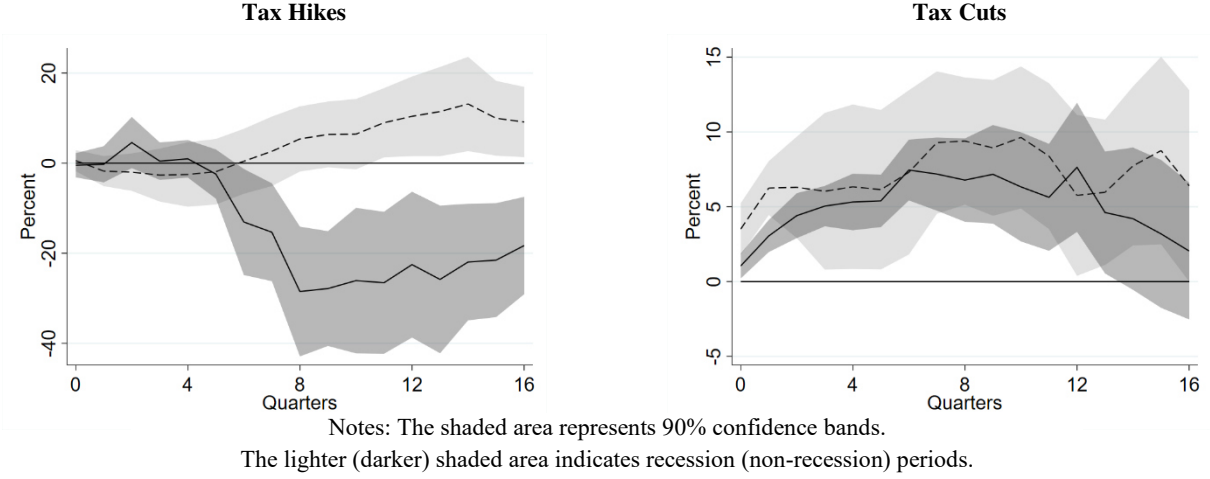 Tax Hikes
Tax Cuts
Percent
20
0
-20
-40
0 4 8 12 16
Quarters
Percent
15
10
5
0
-5
0 4 8 12 16
Quarters
Notes: The shaded area represents 90% confidence bands.
The lighter (darker) shaded area indicates recession (non-recession) periods.